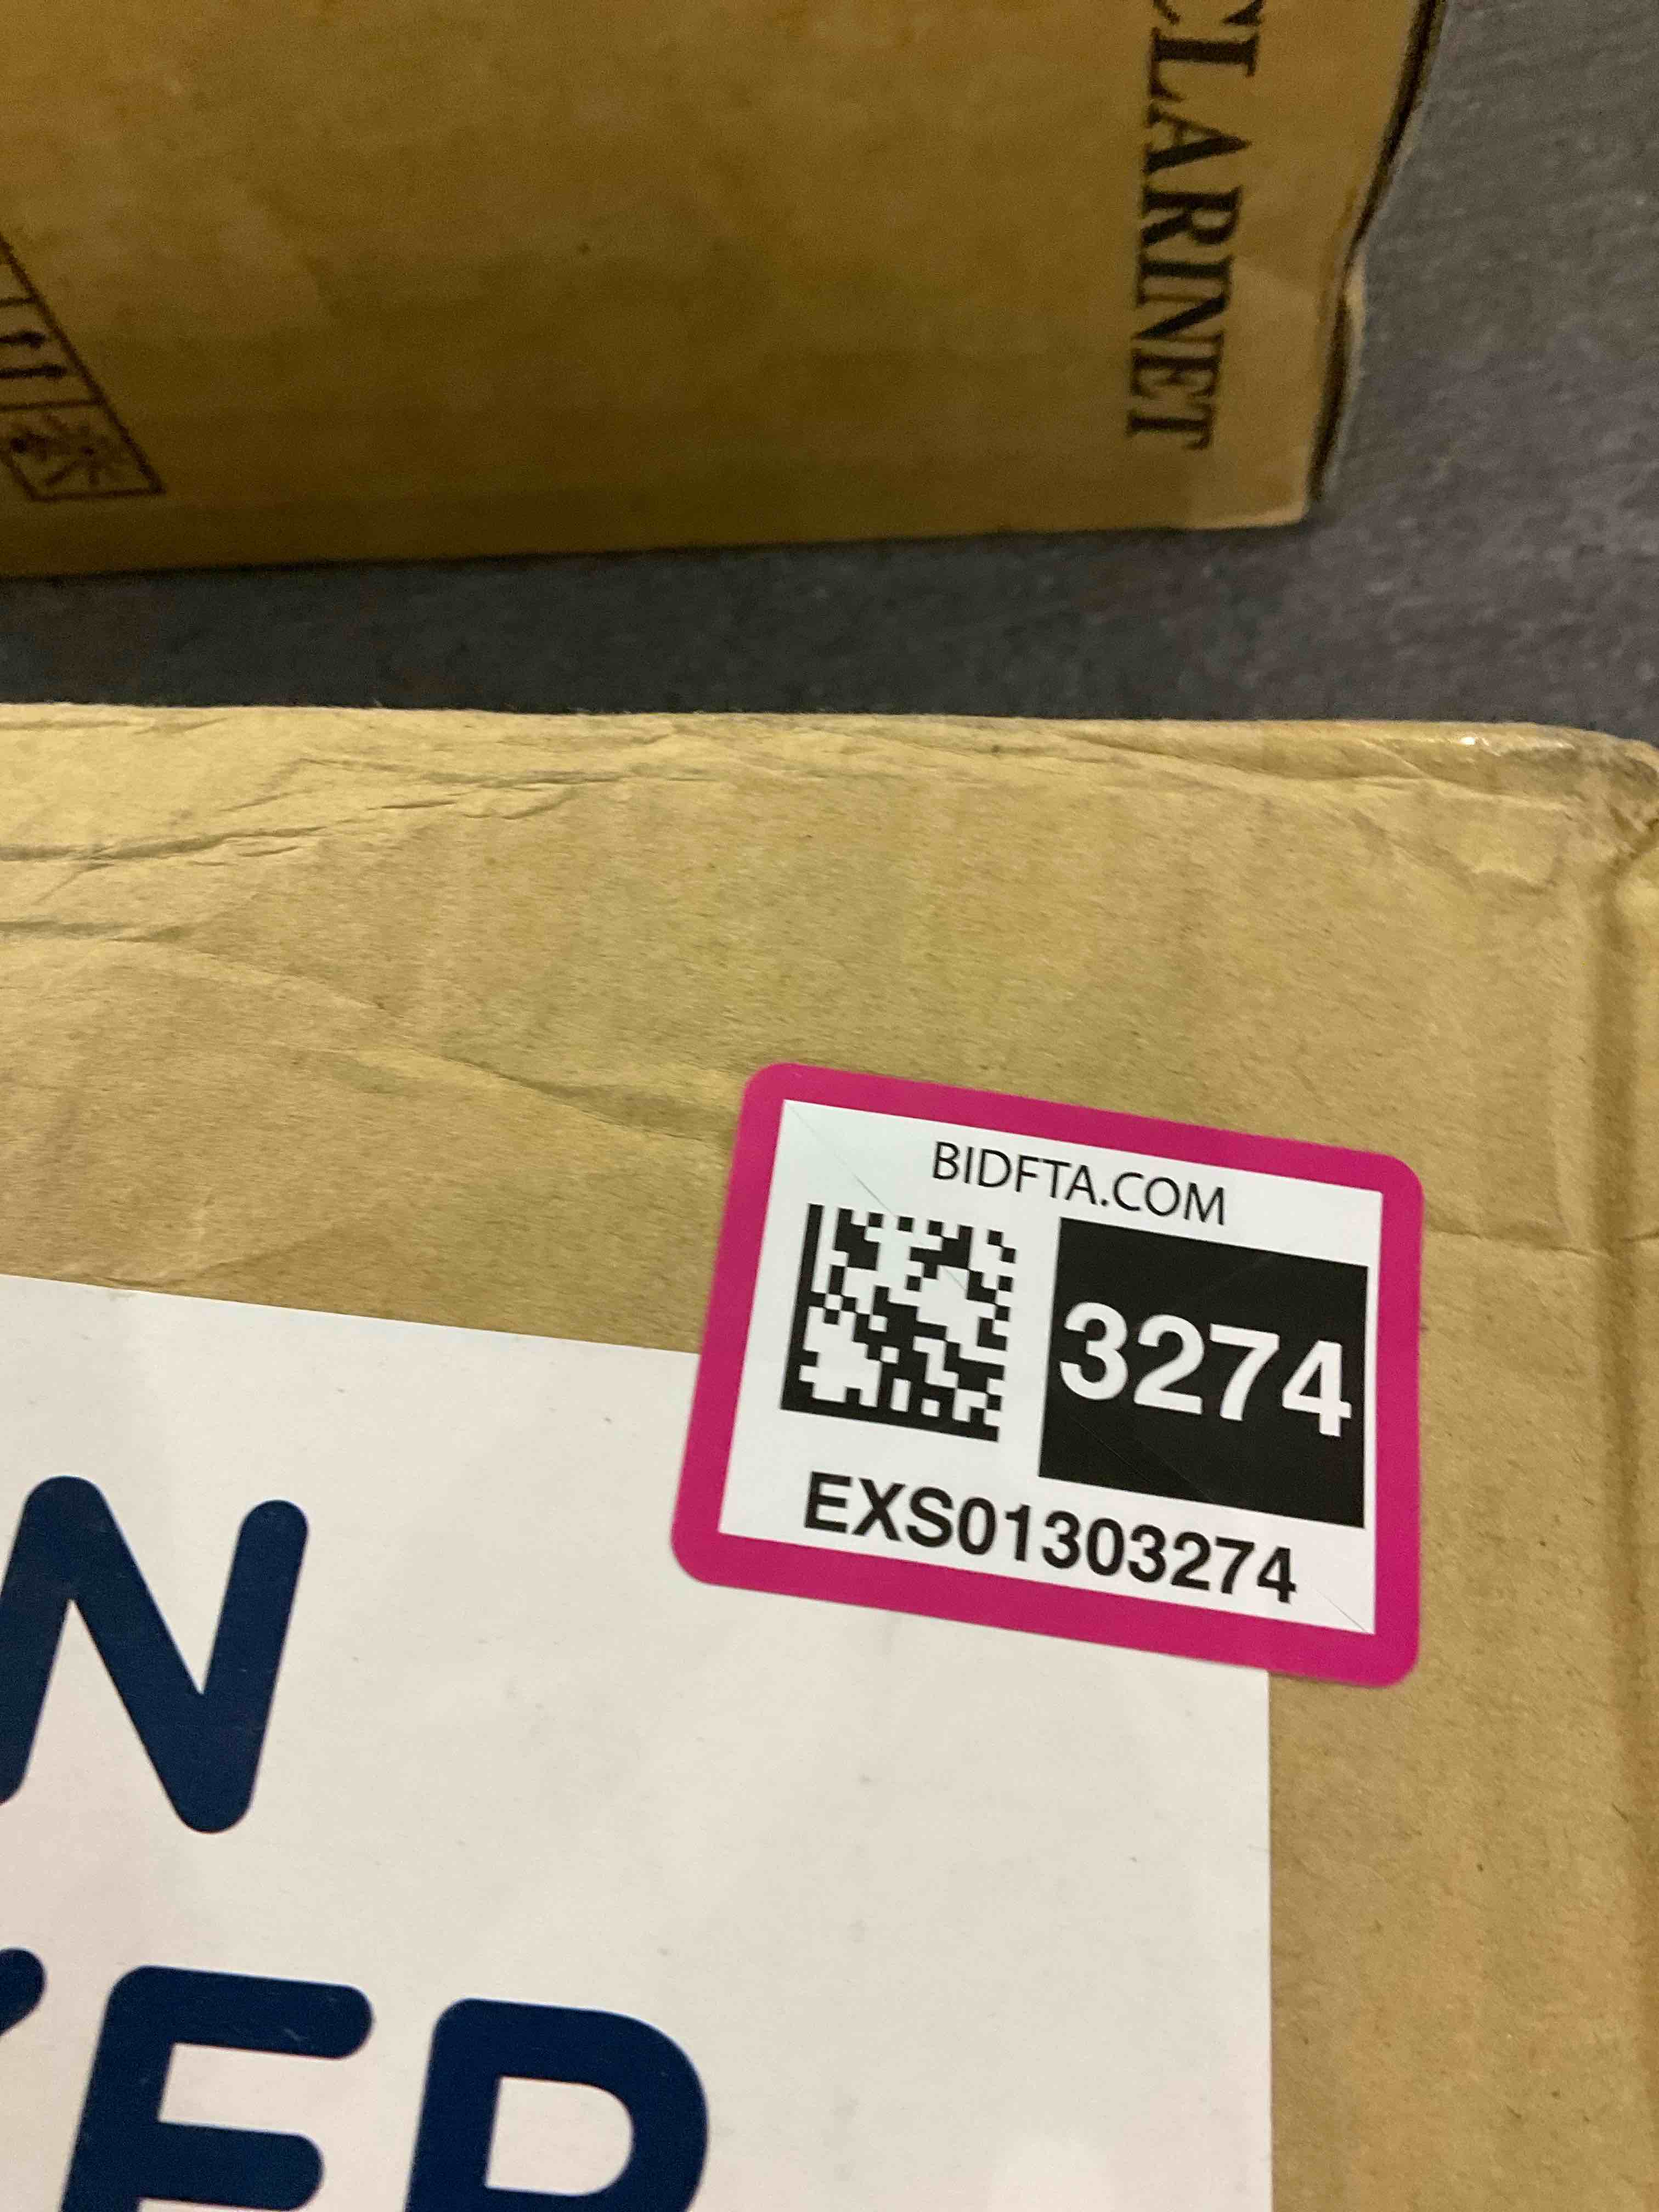 CLARINET
BIDFTA.COM
3274
EXS01303274
N